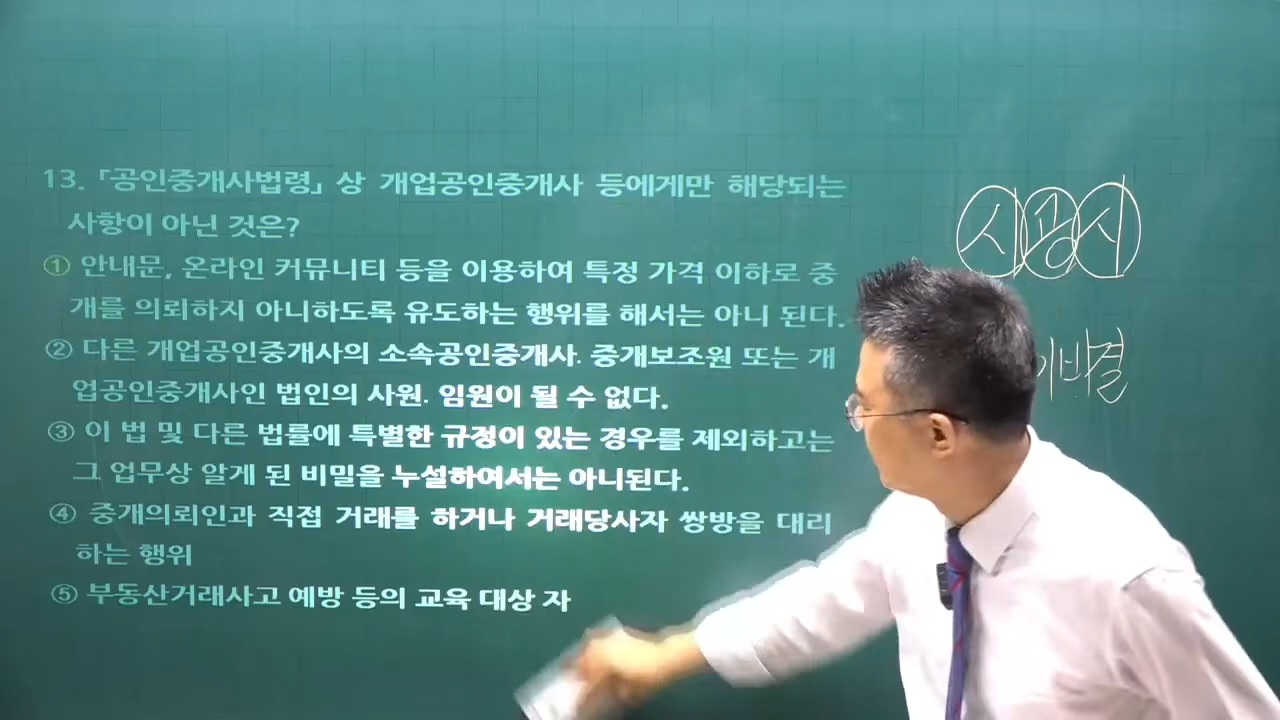 13. 「공인중개사법령」 상 개업공인중개사 등에게만 해당되는
사항이 아닌 것은?
① 안내문, 온라인 커뮤니티 등을 이용하여 특정 가격 이하로 중
개를 의뢰하지 아니하도록 유도하는 행위를 해서는 아니 된다.
② 다른 개업공인중개사의 소속공인중개사· 중개보조원 또는 개
업공인중개사인 법인의 사원· 임원이 될 수 없다.
③ 이 법 및 다른 법률에 특별한 규정이 있는 경우를 제외하고는
그 업무상 알게 된 비밀을 누설하여서는 아니된다.
④ 중개의뢰인과 직접 거래를 하거나 거래당사자 쌍방을 대리
하는 행위
⑤ 부동산거래사고 예방 등의 교육 대상 자
시 공 시